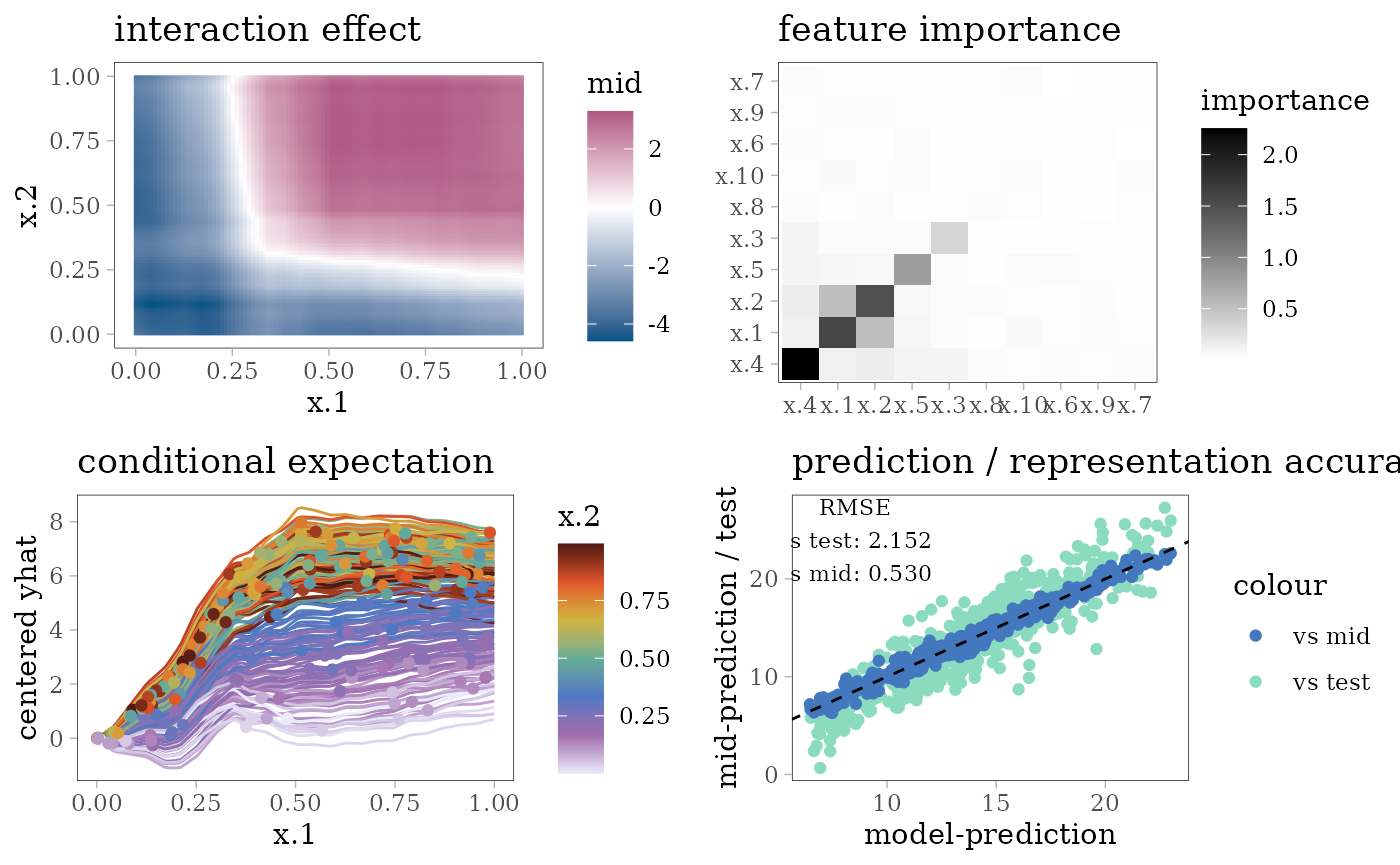 interaction effect
1.00
0.75
0.50
0.25
0.00
x.2
0.00 0.25 0.50 0.75 1.00
x.1
mid
2
0
-2
-4
feature importance
x.7
x.9
x.6
x.10
x.8
x.3
x.5
x.2
x.1
x.4
x.4 x.1 x.2 x.5 x.3 x.8 x.10 x.6 x.9 x.7
importance
2.0
1.5
1.0
0.5
conditional expectation
8
6
4
2
0
centered yhat
0.00 0.25 0.50 0.75 1.00
x.1
x.2
0.75
0.50
0.25
prediction / representation accura
RMSE
s test: 2.152
s mid: 0.530
20
10
0
mid-prediction / test
10 15 20
model-prediction
colour
vs mid
vs test